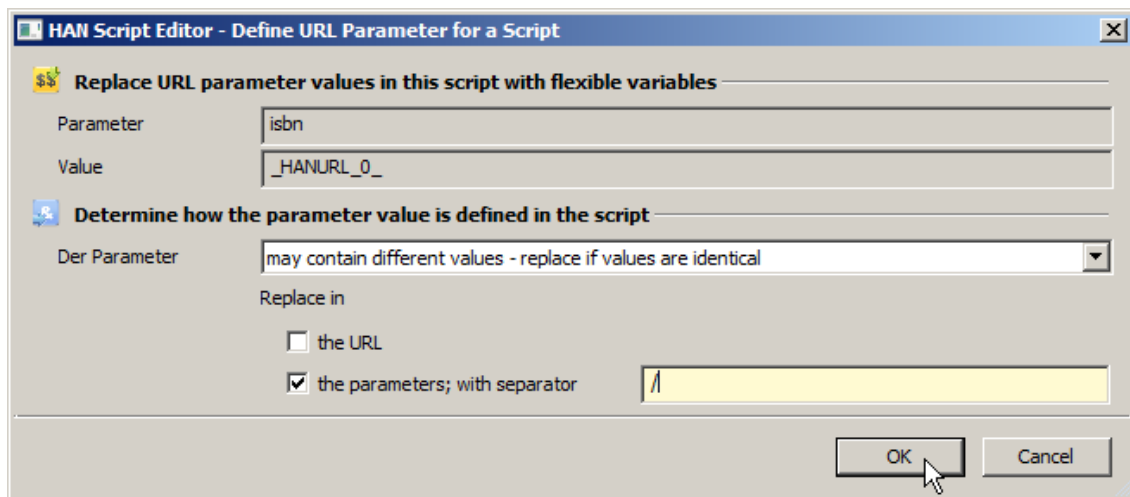 HAN Script Editor - Define URL Parameter for a Script
$$ Replace URL parameter values in this script with flexible variables
Parameter isbn
Value _HANURL_0_
Determine how the parameter value is defined in the script
Der Parameter may contain different values - replace if values are identical
Replace in
the URL
the parameters; with separator /
OK Cancel